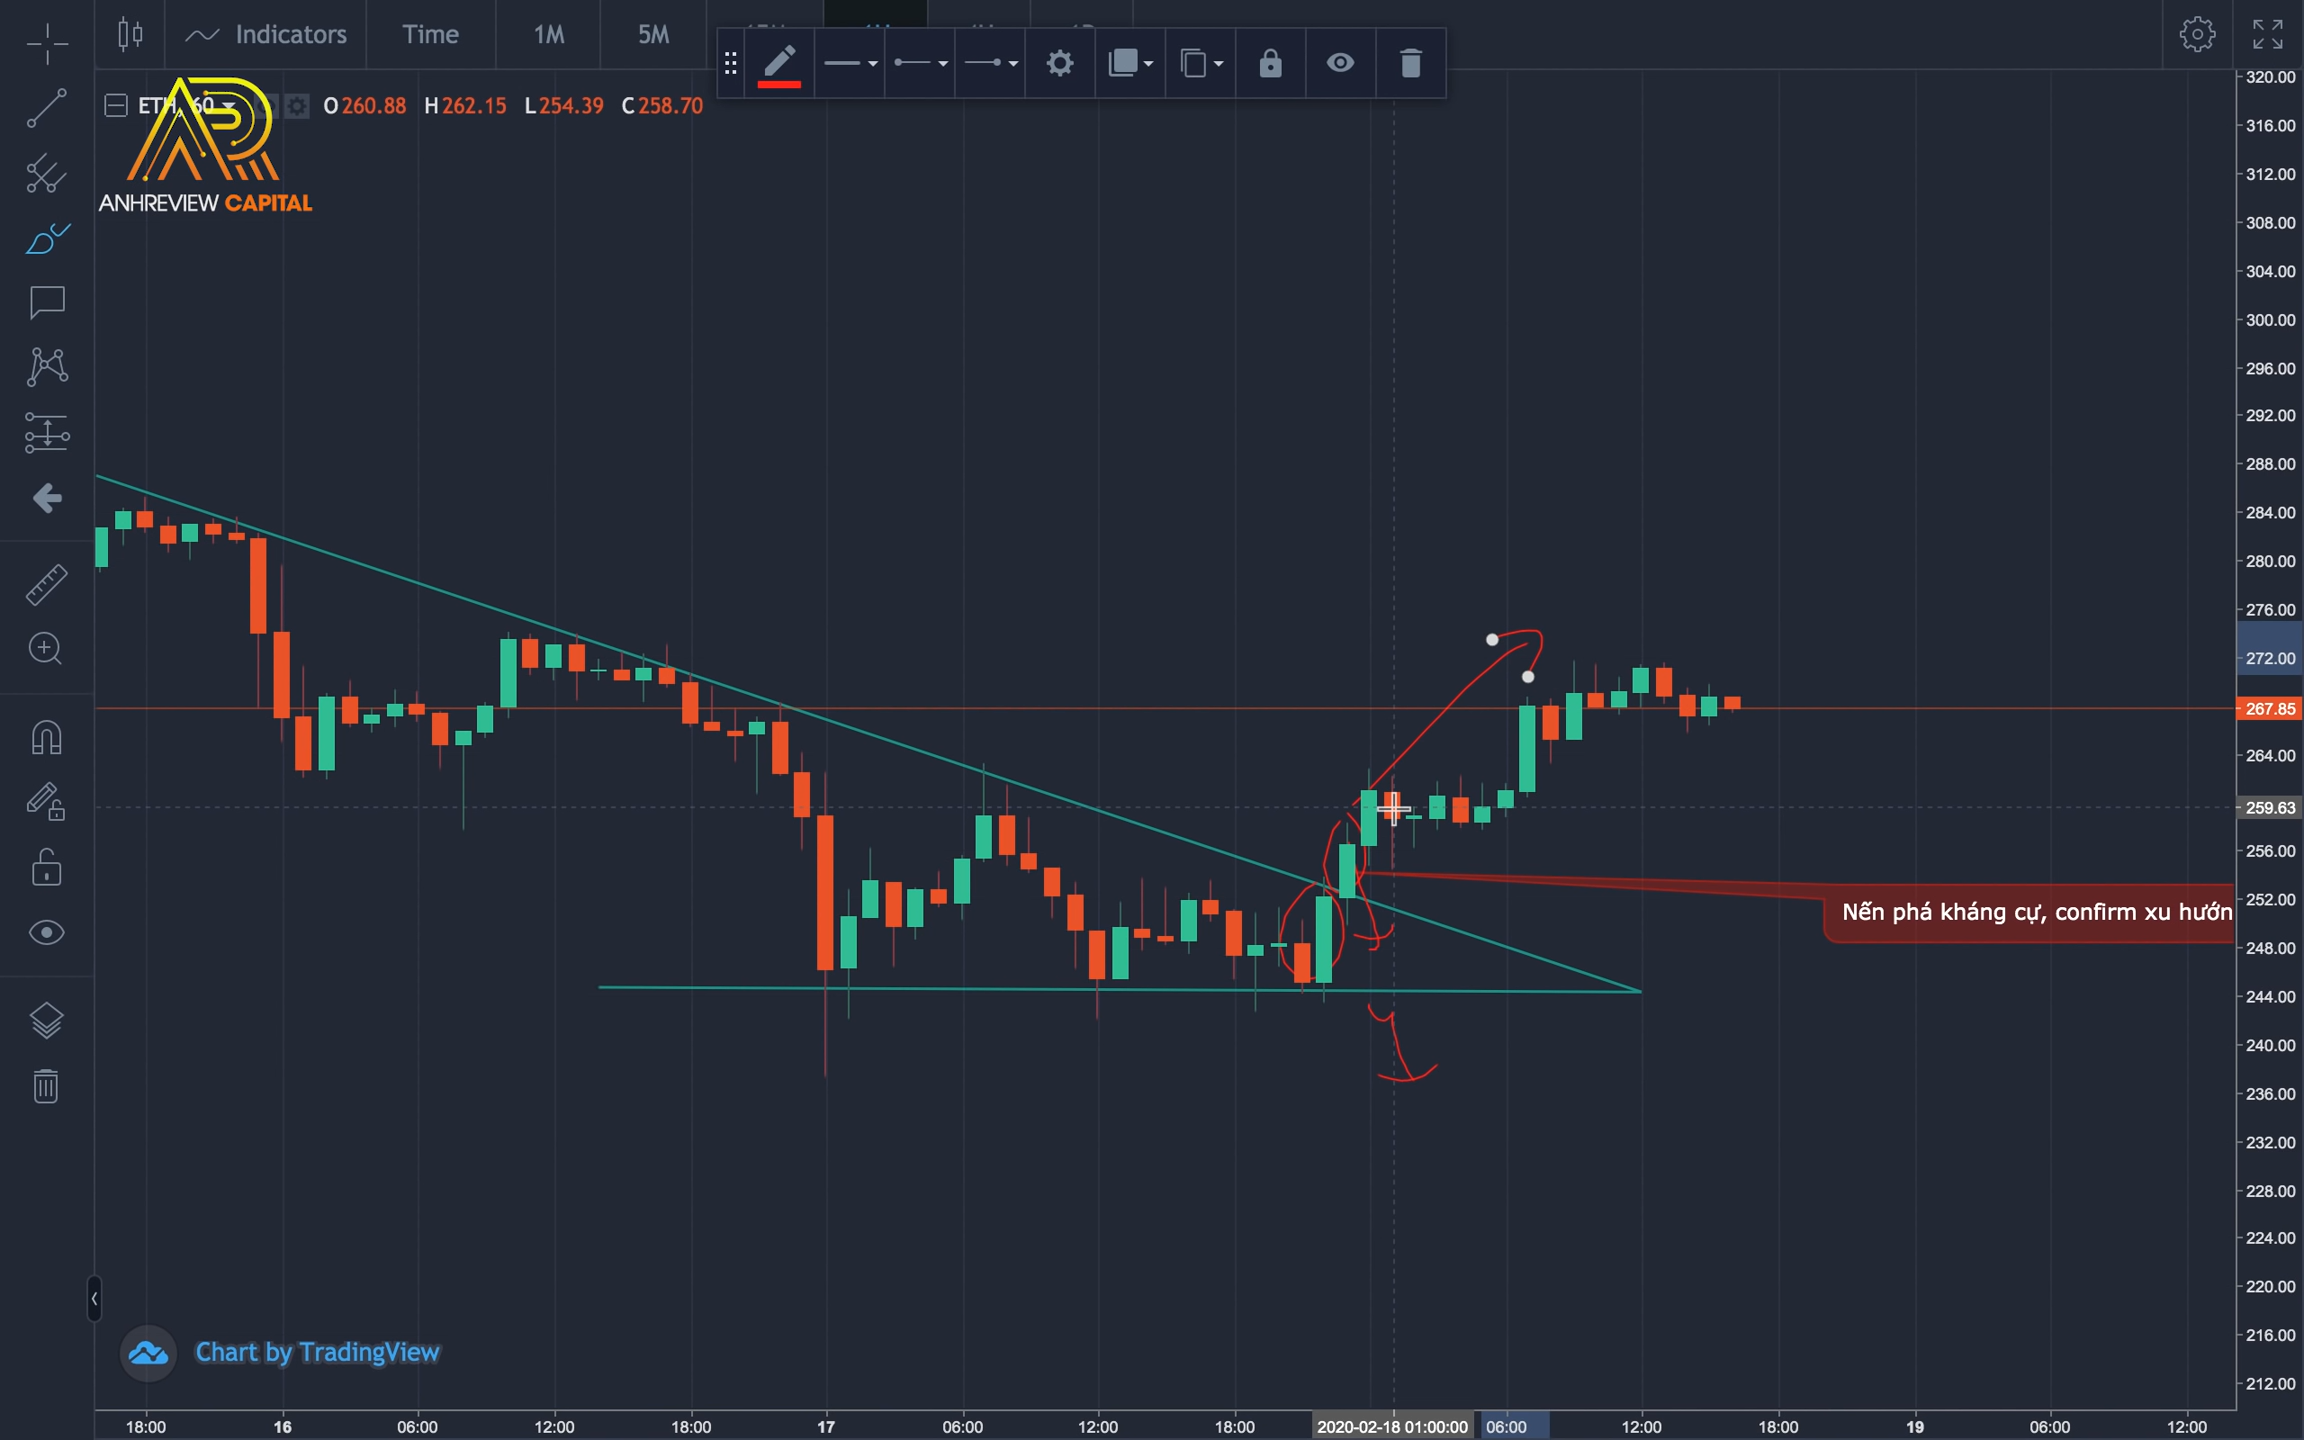 Indicators
Time
1M
5M
ETH, 60
O260.88 H262.15 L254.39 C258.70
ANHREVIEW CAPITAL
320.00
316.00
312.00
308.00
304.00
300.00
296.00
292.00
288.00
284.00
280.00
276.00
272.00
267.85
264.00
259.63
256.00
252.00
Nến phá kháng cự, confirm xu hướn
248.00
244.00
240.00
236.00
232.00
228.00
224.00
220.00
216.00
212.00
Chart by TradingView
18:00 16 06:00 12:00 18:00 17 06:00 12:00 18:00 2020-02-18 01:00:00 06:00 12:00 18:00 19 06:00 12:00